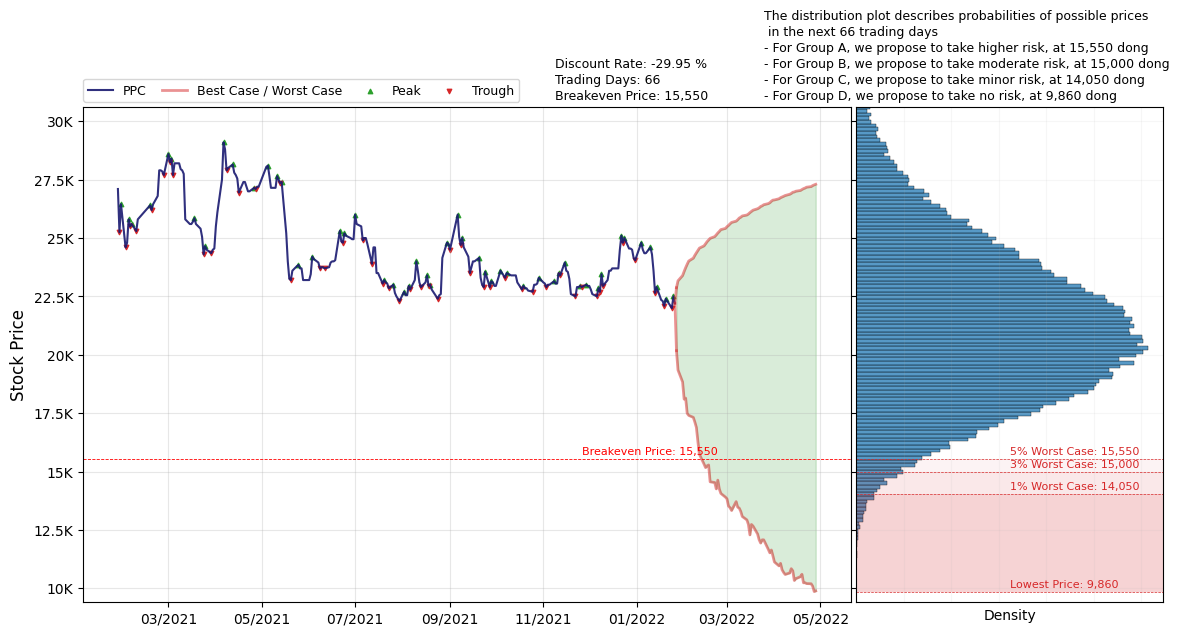 The distribution plot describes probabilities of possible prices
in the next 66 trading days
- For Group A, we propose to take higher risk, at 15,550 dong
- For Group B, we propose to take moderate risk, at 15,000 dong
- For Group C, we propose to take minor risk, at 14,050 dong
- For Group D, we propose to take no risk, at 9,860 dong
Discount Rate: -29.95 %
Trading Days: 66
Breakeven Price: 15,550
PPC
Best Case / Worst Case
Peak
Trough
Stock Price
30K
27.5K
25K
22.5K
20K
17.5K
15K
12.5K
10K
Breakeven Price: 15,550
03/2021
05/2021
07/2021
09/2021
11/2021
01/2022
03/2022
05/2022
5% Worst Case: 15,550
3% Worst Case: 15,000
1% Worst Case: 14,050
Lowest Price: 9,860
Density